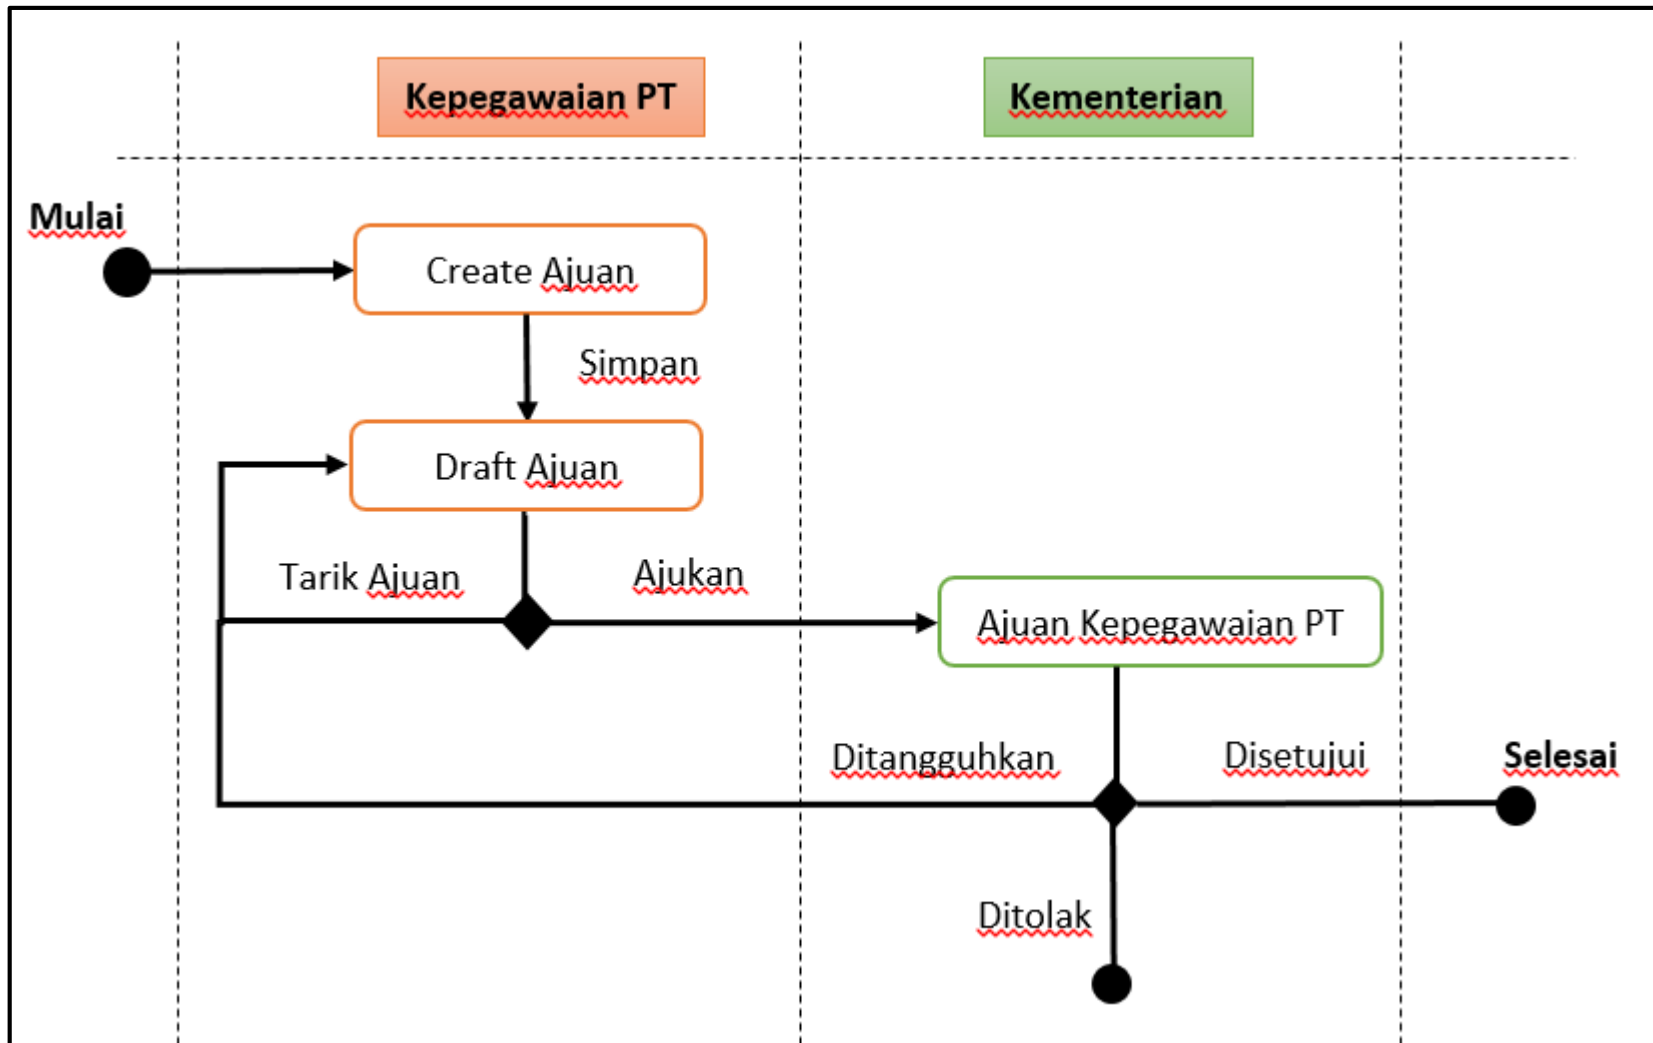 Kepegawaian PT
Kementerian
Mulai
Create Ajuan
Simpan
Draft Ajuan
Tarik Ajuan
Ajukan
Ajuan Kepegawaian PT
Ditangguhkan
Disetujui
Selesai
Ditolak